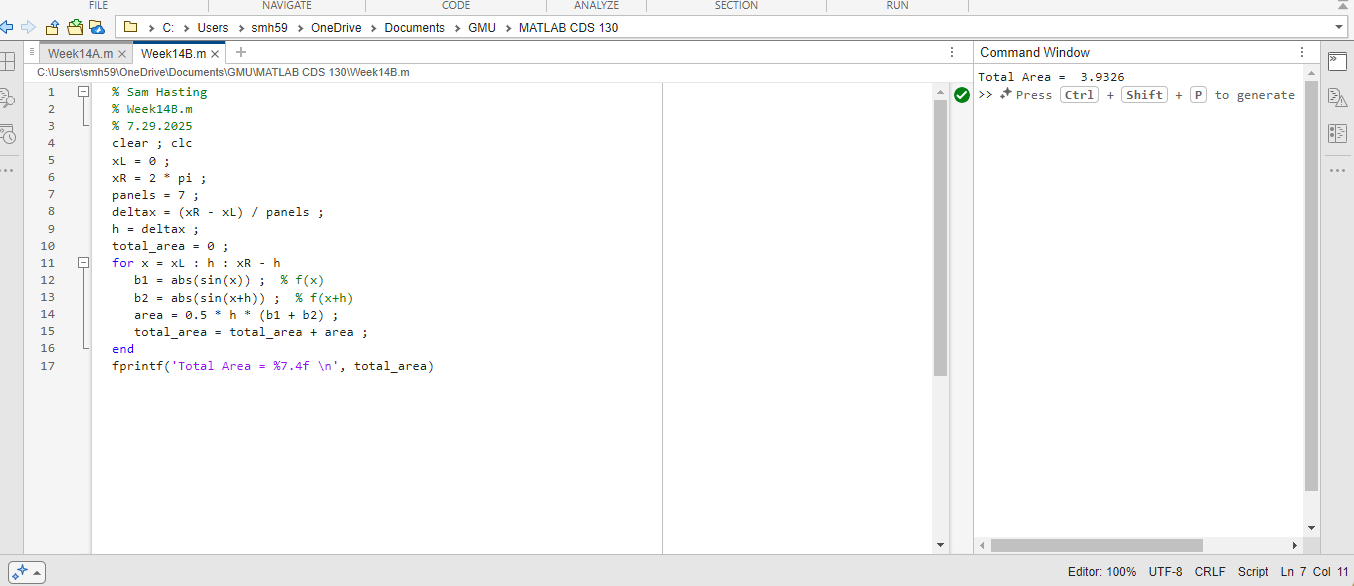 FILE NAVIGATE CODE ANALYZE SECTION RUN
C: Users smh59 OneDrive Documents GMU MATLAB CDS 130
Week14A.m Week14B.m
C:\Users\smh59\OneDrive\Documents\GMU\MATLAB CDS 130\Week14B.m
1 % Sam Hasting
2 % Week14B.m
3 % 7.29.2025
4 clear ; clc
5 xL = 0 ;
6 xR = 2 * pi ;
7 panels = 7 ;
8 deltax = (xR - xL) / panels ;
9 h = deltax ;
10 total_area = 0 ;
11 for x = xL : h : xR - h
12 b1 = abs(sin(x)) ; % f(x)
13 b2 = abs(sin(x+h)) ; % f(x+h)
14 area = 0.5 * h * (b1 + b2) ;
15 total_area = total_area + area ;
16 end
17 fprintf('Total Area = %7.4f \n', total_area)
Command Window
Total Area =  3.9326
>> Press Ctrl + Shift + P to generate
Editor: 100% UTF-8 CRLF Script Ln 7 Col 11